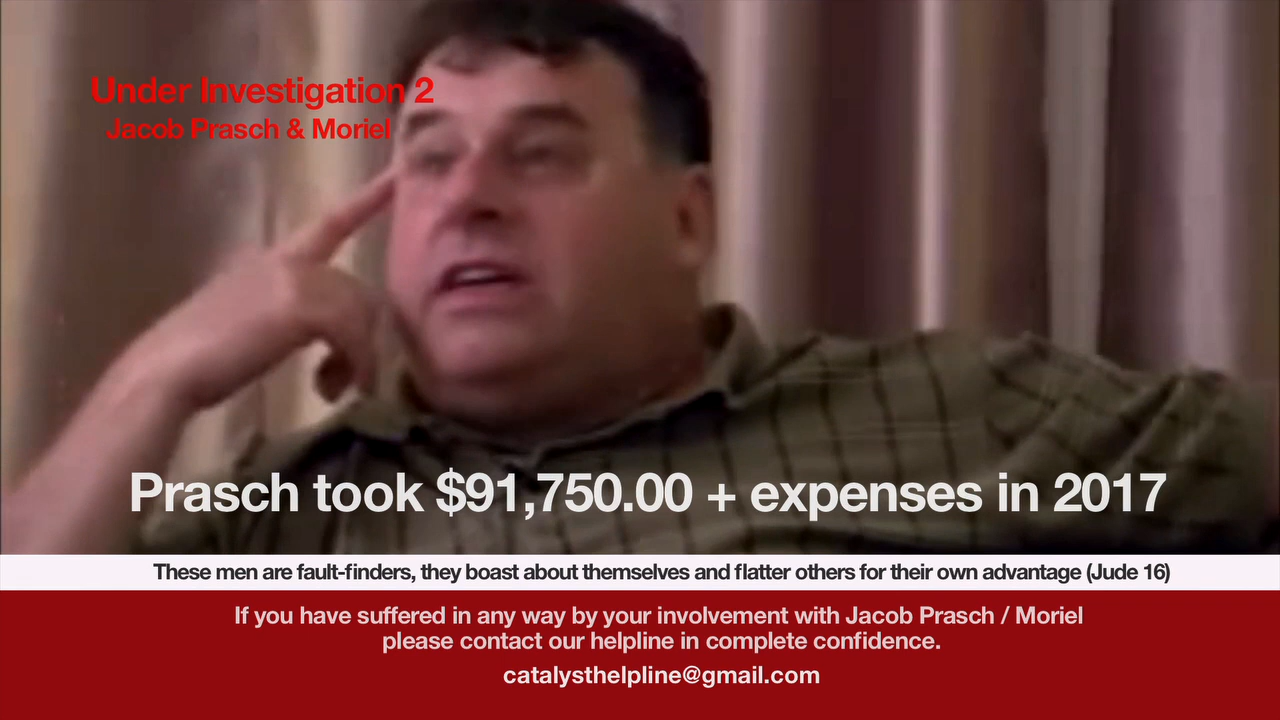 Under Investigation 2
Jacob Prasch & Moriel
Prasch took $91,750.00 + expenses in 2017
These men are fault-finders, they boast about themselves and flatter others for their own advantage (Jude 16)
If you have suffered in any way by your involvement with Jacob Prasch / Moriel
please contact our helpline in complete confidence.
catalysthelpline@gmail.com